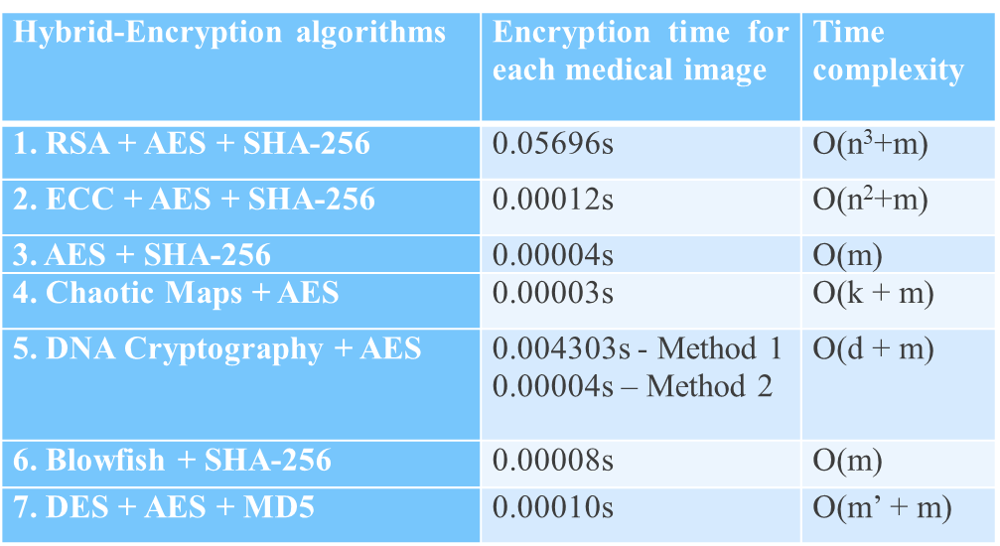 Hybrid-Encryption algorithms
Encryption time for
each medical image
Time
complexity
1. RSA + AES + SHA-256
0.05696s
O(n³+m)
2. ECC + AES + SHA-256
0.00012s
O(n²+m)
3. AES + SHA-256
0.00004s
O(m)
4. Chaotic Maps + AES
0.00003s
O(k + m)
5. DNA Cryptography + AES
0.004303s - Method 1
0.00004s – Method 2
O(d + m)
6. Blowfish + SHA-256
0.00008s
O(m)
7. DES + AES + MD5
0.00010s
O(m’ + m)